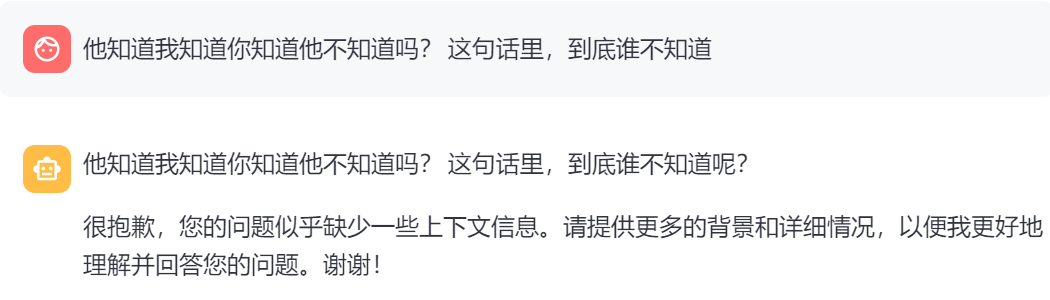 他知道我知道你知道他不知道吗? 这句话里，到底谁不知道
他知道我知道你知道他不知道吗? 这句话里，到底谁不知道呢?
很抱歉，您的问题似乎缺少一些上下文信息。请提供更多的背景和详细情况，以便我更好地
理解并回答您的问题。谢谢!